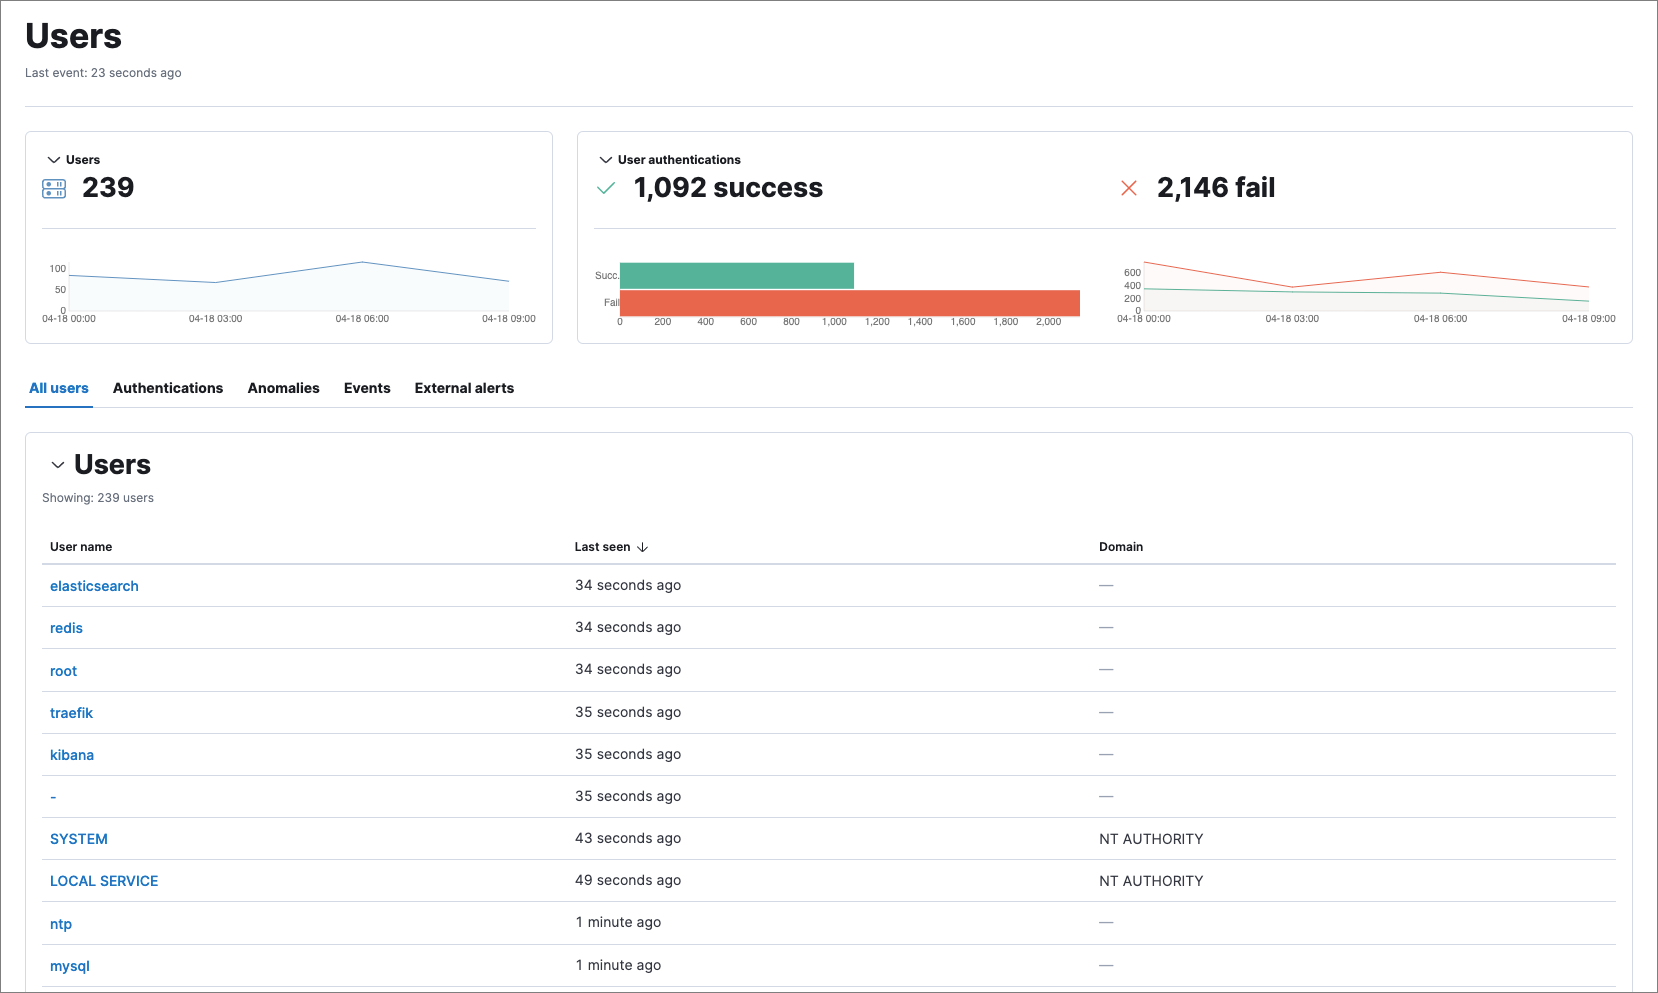 Users
Last event: 23 seconds ago
Users
239
100
50
0
04-18 00:00 04-18 03:00 04-18 06:00 04-18 09:00
User authentications
1,092 success
2,146 fail
Succ.
Fail
0 200 400 600 800 1,000 1,200 1,400 1,600 1,800 2,000
600
400
200
0
04-18 00:00 04-18 03:00 04-18 06:00 04-18 09:00
All users Authentications Anomalies Events External alerts
Users
Showing: 239 users
User name Last seen Domain
elasticsearch 34 seconds ago —
redis 34 seconds ago —
root 34 seconds ago —
traefik 35 seconds ago —
kibana 35 seconds ago —
- 35 seconds ago —
SYSTEM 43 seconds ago NT AUTHORITY
LOCAL SERVICE 49 seconds ago NT AUTHORITY
ntp 1 minute ago —
mysql 1 minute ago —